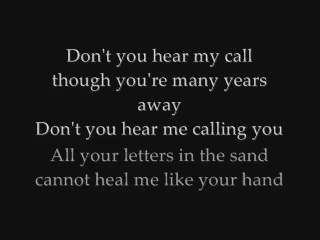 Don't you hear my call
though you're many years
away
Don't you hear me calling you
All your letters in the sand
cannot heal me like your hand